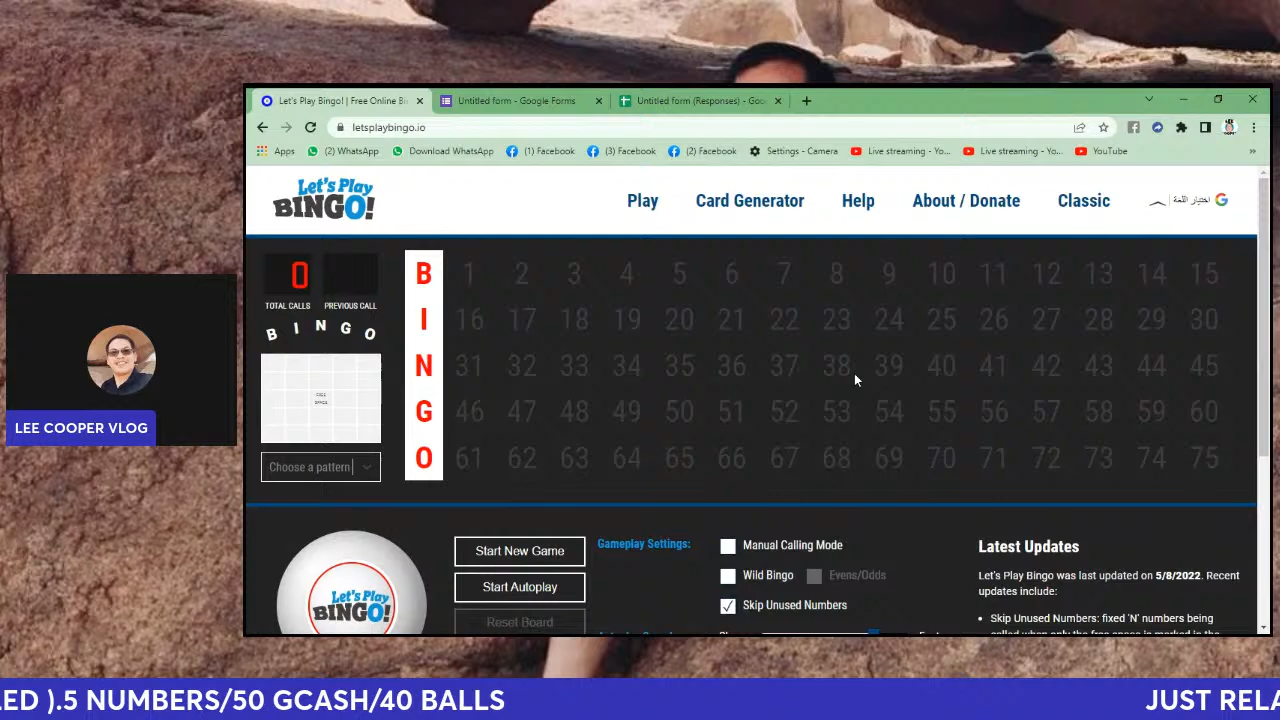 Let's Play Bingo! | Free Online Bi
Untitled form - Google Forms
Untitled form (Responses) - Goo
letsplaybingo.io
Apps
(2) WhatsApp
Download WhatsApp
(1) Facebook
(3) Facebook
(2) Facebook
Settings - Camera
Live streaming - Yo...
Live streaming - Yo...
YouTube
Let's Play
BINGO!
Play
Card Generator
Help
About / Donate
Classic
اختيار اللغة
0
TOTAL CALLS
PREVIOUS CALL
B I N G O
FREE
SPACE
Choose a pattern
B 1 2 3 4 5 6 7 8 9 10 11 12 13 14 15
I 16 17 18 19 20 21 22 23 24 25 26 27 28 29 30
N 31 32 33 34 35 36 37 38 39 40 41 42 43 44 45
G 46 47 48 49 50 51 52 53 54 55 56 57 58 59 60
O 61 62 63 64 65 66 67 68 69 70 71 72 73 74 75
Let's Play
BINGO!
Start New Game
Start Autoplay
Reset Board
Gameplay Settings:
Manual Calling Mode
Wild Bingo
Evens/Odds
Skip Unused Numbers
Latest Updates
Let's Play Bingo was last updated on 5/8/2022. Recent
updates include:
Skip Unused Numbers: fixed 'N' numbers being
LEE COOPER VLOG
LED ).5 NUMBERS/50 GCASH/40 BALLS
JUST RELA